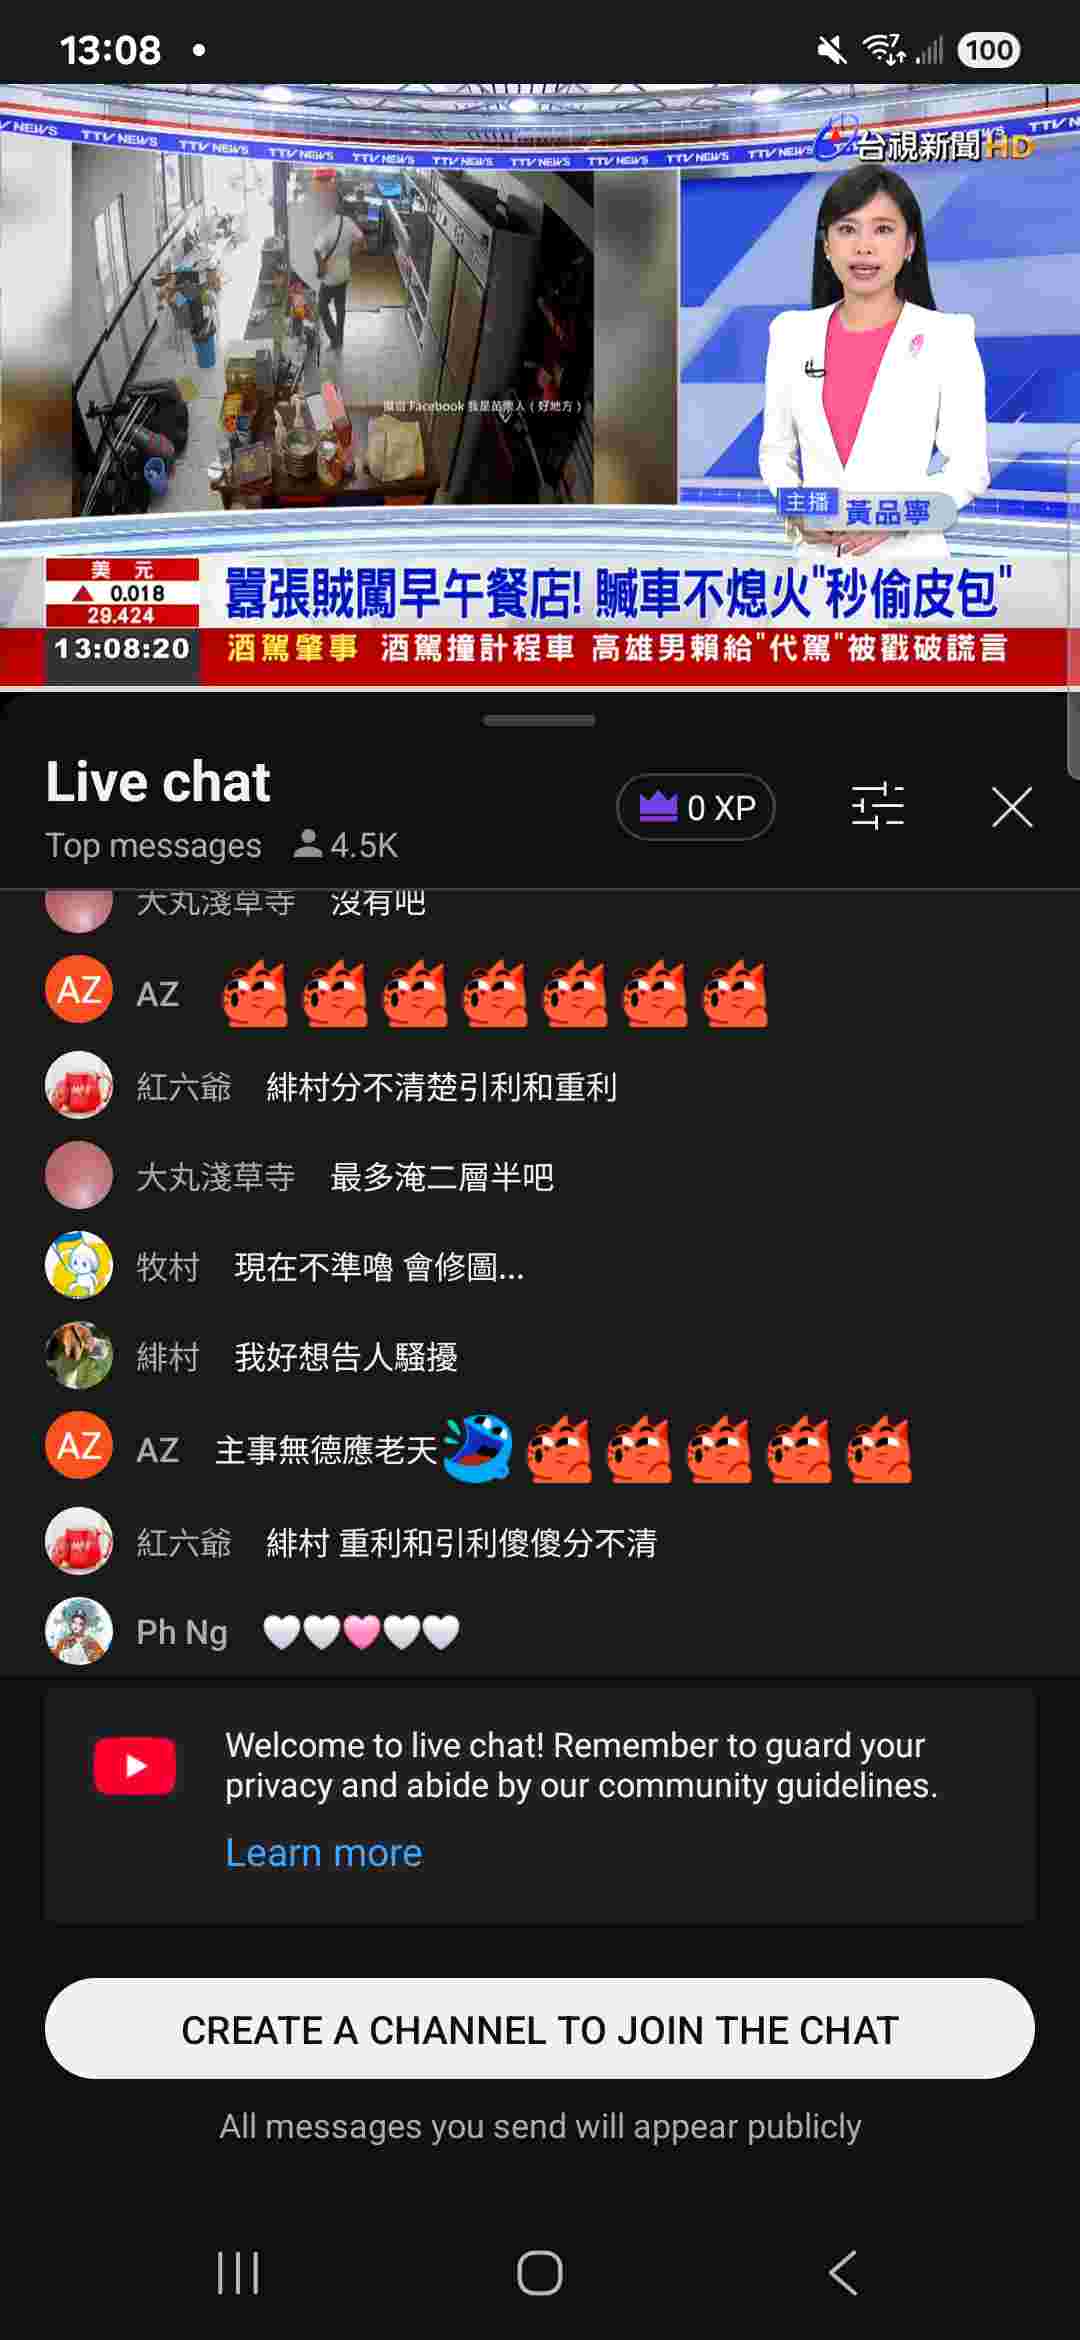 13:08
100
TTV NEWS TTV NEWS TTV NEWS TTV NEWS TTV NEWS TTV NEWS TTV NEWS TTV NEWS TTV NEWS
台視新聞HD
Facebook 我是苗栗人(好地方)
主播 黃品寧
美元
▲ 0.018
29.424
囂張賊闖早午餐店! 贓車不熄火"秒偷皮包"
13:08:20
酒駕肇事 酒駕撞計程車 高雄男賴給"代駕"被戳破謊言
Live chat
0 XP
Top messages 4.5K
大丸淺草寺 沒有吧
AZ AZ
紅六爺 緋村分不清楚引利和重利
大丸淺草寺 最多淹二層半吧
牧村 現在不準嚕 會修圖...
緋村 我好想告人騷擾
AZ AZ 主事無德應老天
紅六爺 緋村 重利和引利傻傻分不清
Ph Ng 🤍🤍🩷🤍🤍
Welcome to live chat! Remember to guard your
privacy and abide by our community guidelines.
Learn more
CREATE A CHANNEL TO JOIN THE CHAT
All messages you send will appear publicly